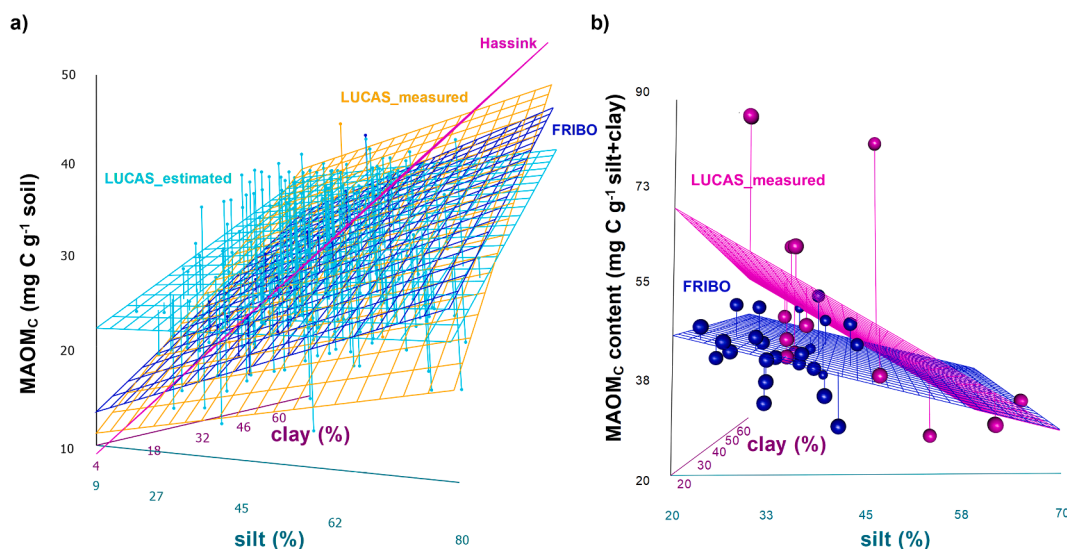 a)
Hassink
50
LUCAS_measured
FRIBO
40
LUCAS_estimated
30
20
10
MAOM_C (mg C g⁻¹ soil)
60
46
32
18
4
clay (%)
9
27
45
62
80
silt (%)
b)
90
73
55
38
20
MAOM_C content (mg C g⁻¹ silt+clay)
LUCAS_measured
FRIBO
60
50
40
30
20
clay (%)
20
33
45
58
70
silt (%)